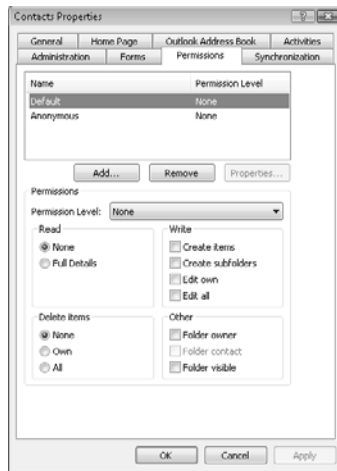 Contacts Properties
General Home Page Outlook Address Book Activities
Administration Forms Permissions Synchronization
Name Permission Level
Default None
Anonymous None
Add... Remove Properties...
Permissions
Permission Level: None
Read Write
None Create items
Full Details Create subfolders
Edit own
Edit all
Delete items Other
None Folder owner
Own Folder contact
All Folder visible
OK Cancel Apply